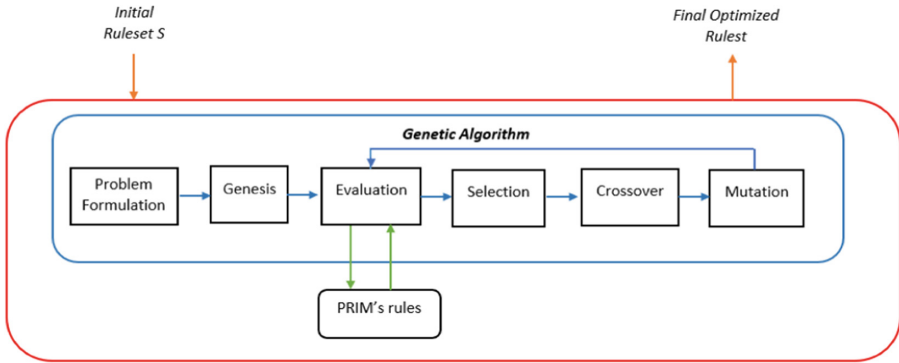 Initial
Ruleset S
Final Optimized
Rulest
Genetic Algorithm
Problem
Formulation
Genesis
Evaluation
Selection
Crossover
Mutation
PRIM's rules